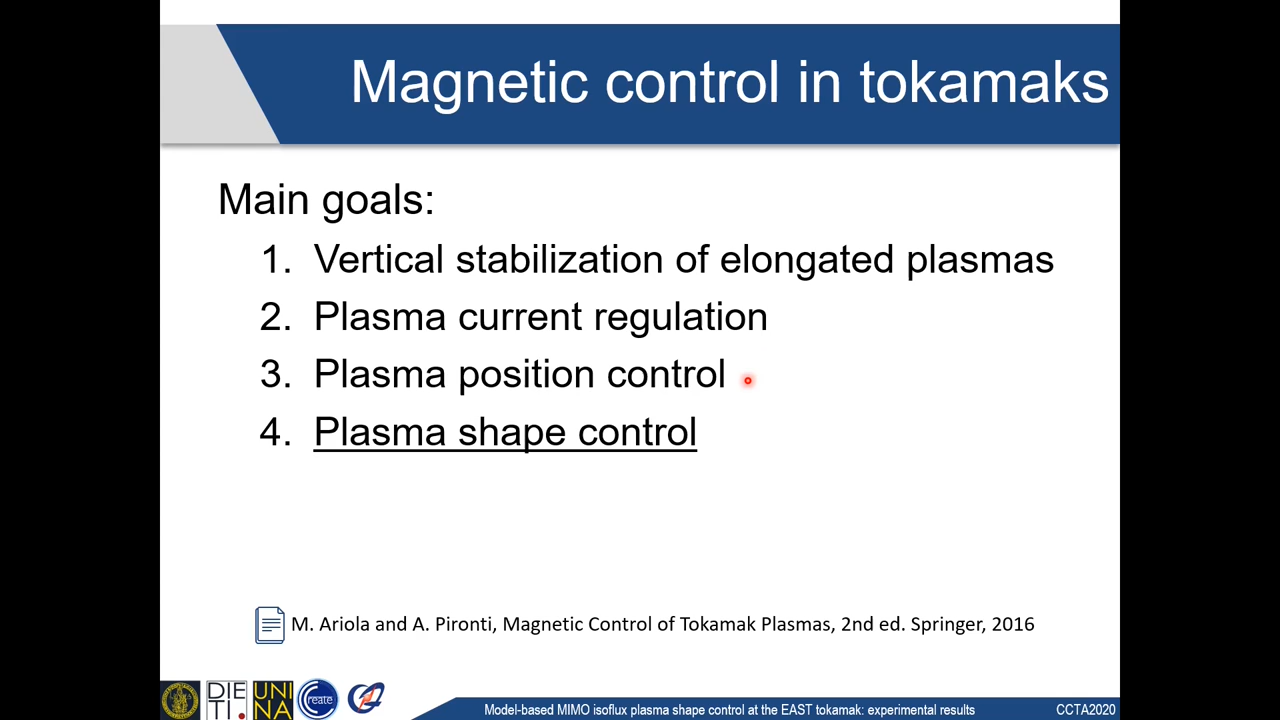 Magnetic control in tokamaks
Main goals:
1. Vertical stabilization of elongated plasmas
2. Plasma current regulation
3. Plasma position control
4. Plasma shape control
M. Ariola and A. Pironti, Magnetic Control of Tokamak Plasmas, 2nd ed. Springer, 2016
DIE
TI.
UNI
NA
Create
Model-based MIMO isoflux plasma shape control at the EAST tokamak: experimental results
CCTA2020